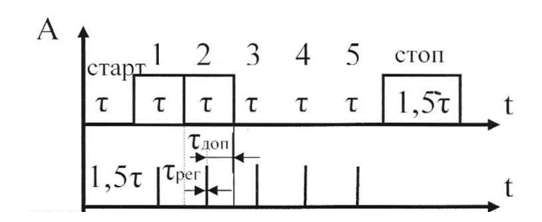 A
1 2 3 4 5 стоп
старт
τ τ τ τ τ τ 1,5τ t
τдоп
1,5τ τрег t